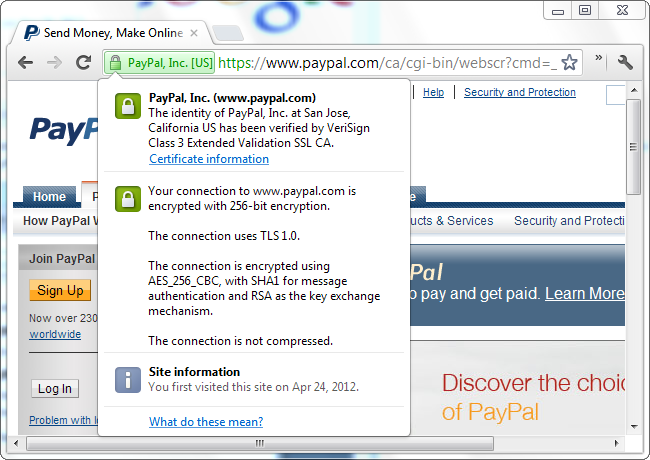 Send Money, Make Online
PayPal, Inc. [US] https://www.paypal.com/ca/cgi-bin/webscr?cmd=_
PayPal, Inc. (www.paypal.com)
The identity of PayPal, Inc. at San Jose,
California US has been verified by VeriSign
Class 3 Extended Validation SSL CA.
Certificate information
Your connection to www.paypal.com is
encrypted with 256-bit encryption.
The connection uses TLS 1.0.
The connection is encrypted using
AES_256_CBC, with SHA1 for message
authentication and RSA as the key exchange
mechanism.
The connection is not compressed.
Site information
You first visited this site on Apr 24, 2012.
What do these mean?
Help Security and Protection
PayP
Home P e
How PayPal W cts & Services Security and Protecti
Join PayPal
Sign Up
Now over 230
worldwide
Log In
Problem with l
Pal
o pay and get paid. Learn More
Discover the choic
of PayPal